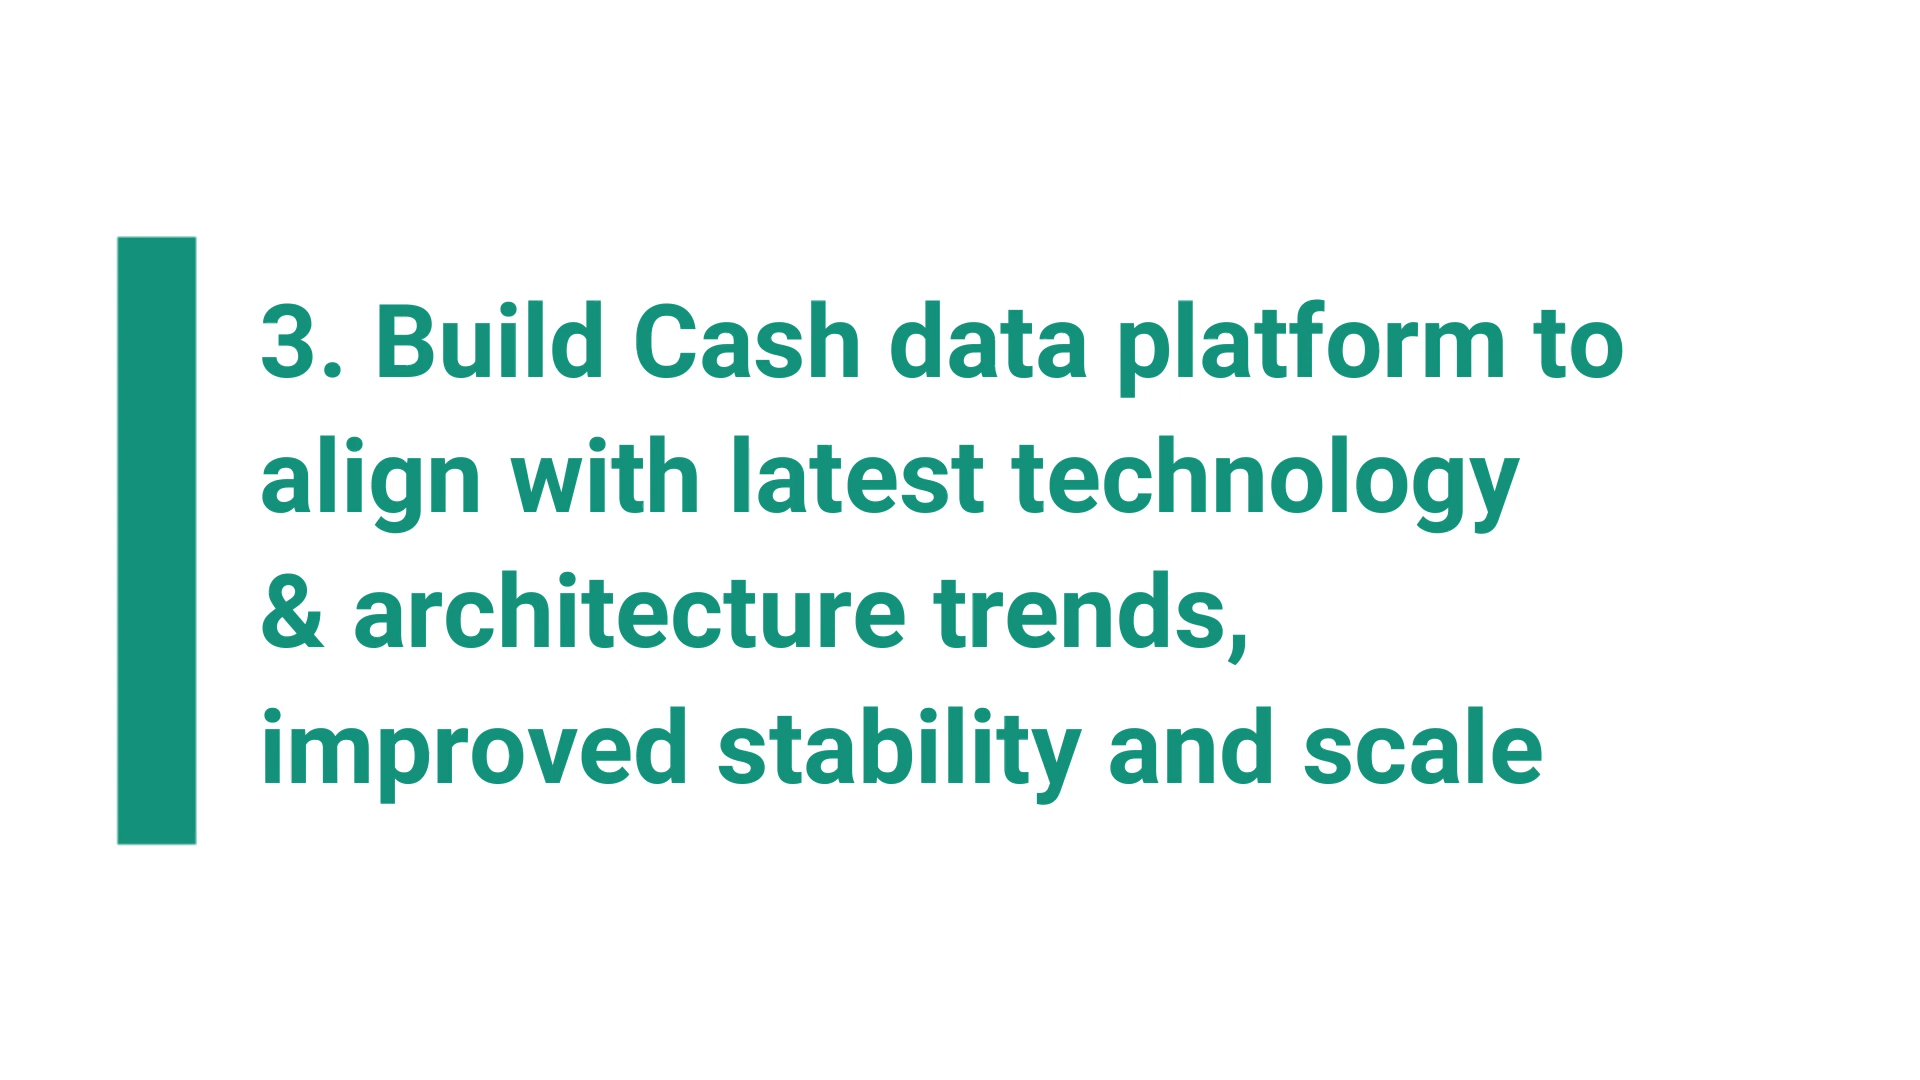 3. Build Cash data platform to
align with latest technology
& architecture trends,
improved stability and scale